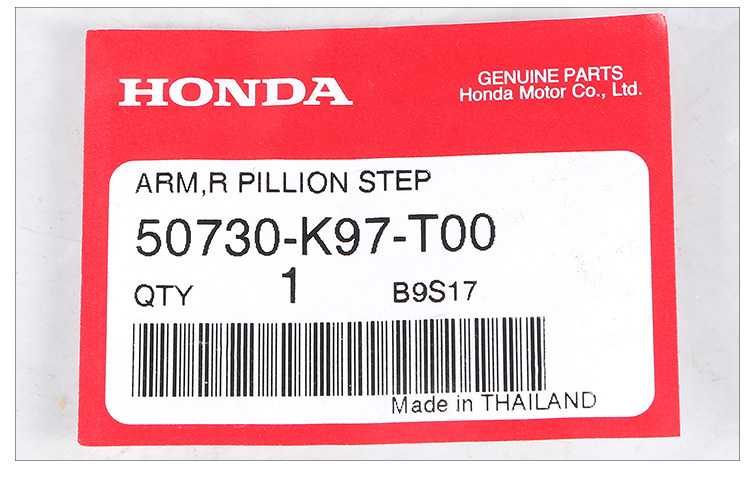 HONDA
GENUINE PARTS
Honda Motor Co., Ltd.
ARM,R PILLION STEP
50730-K97-T00
QTY 1 B9S17
Made in THAILAND